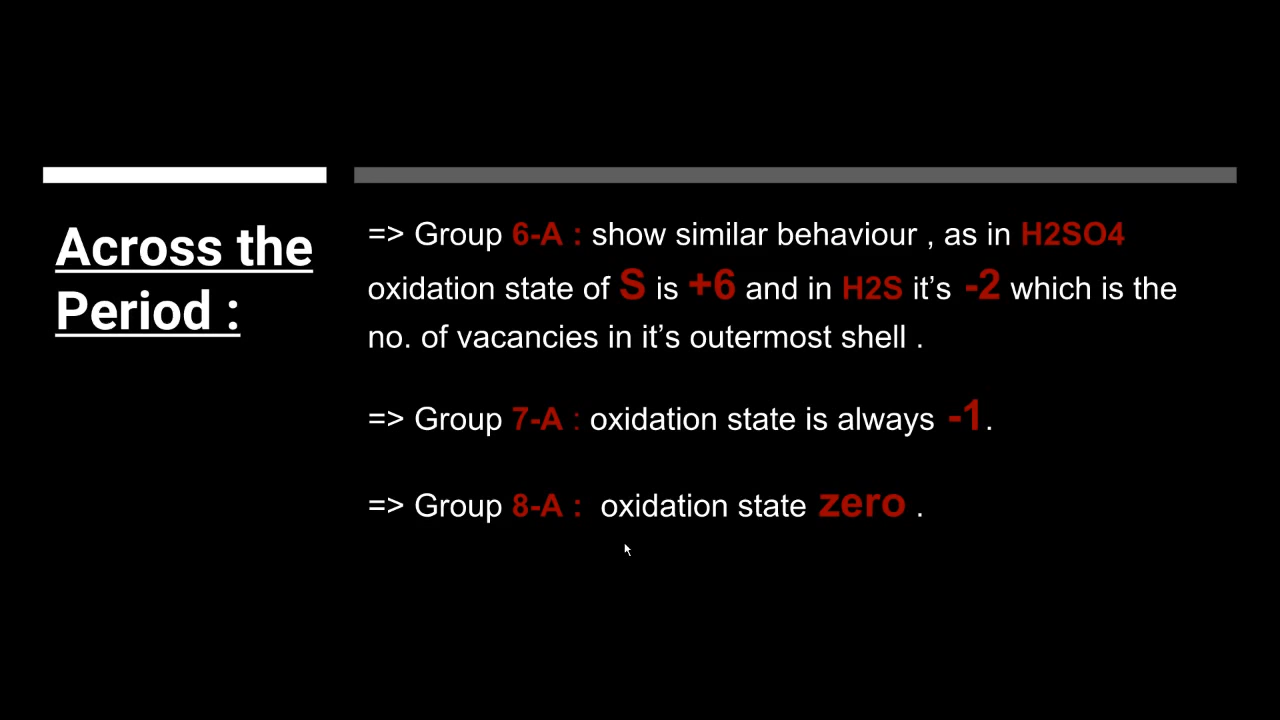 Across the
Period :
=> Group 6-A : show similar behaviour , as in H2SO4
oxidation state of S is +6 and in H2S it’s -2 which is the
no. of vacancies in it’s outermost shell .
=> Group 7-A : oxidation state is always -1.
=> Group 8-A : oxidation state zero .